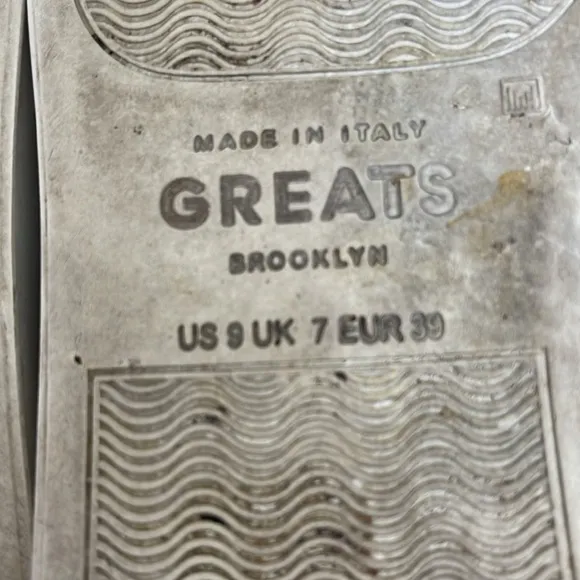 MADE IN ITALY
GREATS
BROOKLYN
US 9 UK 7 EUR 39